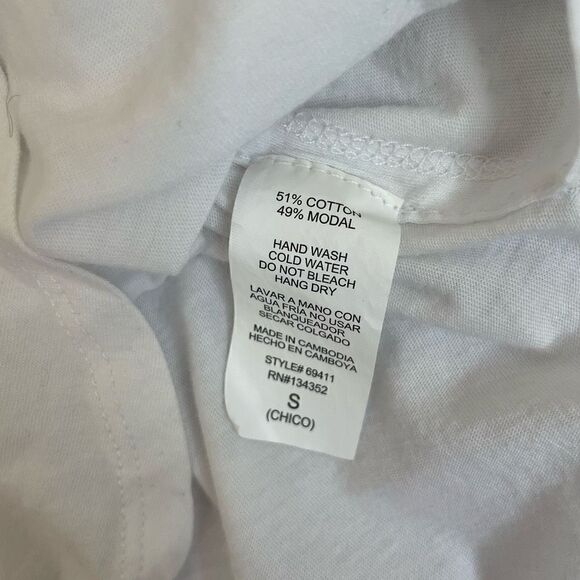 51% COTTON
49% MODAL
HAND WASH
COLD WATER
DO NOT BLEACH
HANG DRY
LAVAR A MANO CON
AGUA FRIA NO USAR
BLANQUEADOR
SECAR COLGADO
MADE IN CAMBODIA
HECHO EN CAMBOYA
STYLE# 69411
RN#134352
S
(CHICO)